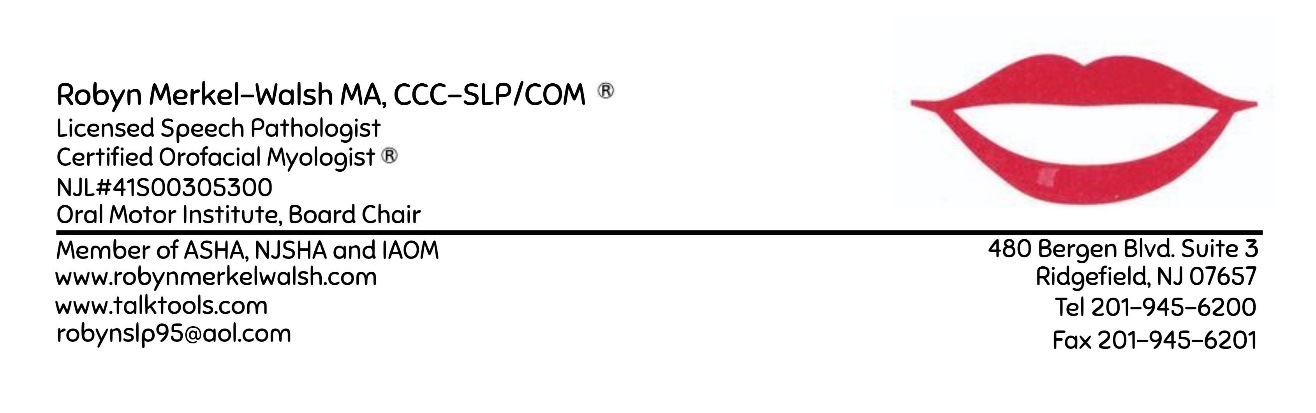 Robyn Merkel-Walsh MA, CCC-SLP/COM ®
Licensed Speech Pathologist
Certified Orofacial Myologist ®
NJL#41S00305300
Oral Motor Institute, Board Chair
Member of ASHA, NJSHA and IAOM
www.robynmerkelwalsh.com
www.talktools.com
robynslp95@aol.com
480 Bergen Blvd. Suite 3
Ridgefield, NJ 07657
Tel 201-945-6200
Fax 201-945-6201